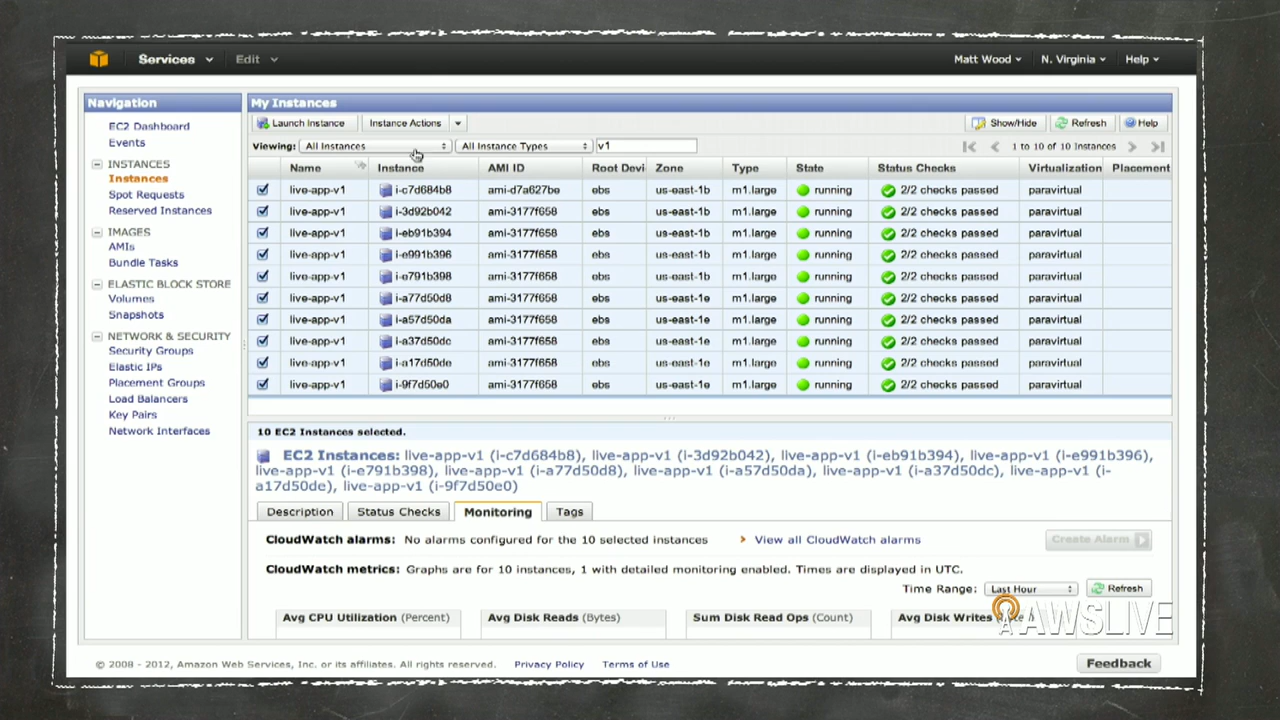 Services Edit Matt Wood N. Virginia Help
Navigation
EC2 Dashboard
Events
INSTANCES
Instances
Spot Requests
Reserved Instances
IMAGES
AMIs
Bundle Tasks
ELASTIC BLOCK STORE
Volumes
Snapshots
NETWORK & SECURITY
Security Groups
Elastic IPs
Placement Groups
Load Balancers
Key Pairs
Network Interfaces
My Instances
Launch Instance Instance Actions Show/Hide Refresh Help
Viewing: All Instances All Instance Types v1 1 to 10 of 10 Instances
Name Instance AMI ID Root Devi Zone Type State Status Checks Virtualization Placement
live-app-v1 i-c7d684b8 ami-d7a627be ebs us-east-1b m1.large running 2/2 checks passed paravirtual
live-app-v1 i-3d92b042 ami-3177f658 ebs us-east-1b m1.large running 2/2 checks passed paravirtual
live-app-v1 i-eb91b394 ami-3177f658 ebs us-east-1b m1.large running 2/2 checks passed paravirtual
live-app-v1 i-e991b396 ami-3177f658 ebs us-east-1b m1.large running 2/2 checks passed paravirtual
live-app-v1 i-e791b398 ami-3177f658 ebs us-east-1b m1.large running 2/2 checks passed paravirtual
live-app-v1 i-a77d50d8 ami-3177f658 ebs us-east-1e m1.large running 2/2 checks passed paravirtual
live-app-v1 i-a57d50da ami-3177f658 ebs us-east-1e m1.large running 2/2 checks passed paravirtual
live-app-v1 i-a37d50dc ami-3177f658 ebs us-east-1e m1.large running 2/2 checks passed paravirtual
live-app-v1 i-a17d50de ami-3177f658 ebs us-east-1e m1.large running 2/2 checks passed paravirtual
live-app-v1 i-9f7d50e0 ami-3177f658 ebs us-east-1e m1.large running 2/2 checks passed paravirtual
10 EC2 Instances selected.
EC2 Instances: live-app-v1 (i-c7d684b8), live-app-v1 (i-3d92b042), live-app-v1 (i-eb91b394), live-app-v1 (i-e991b396),
live-app-v1 (i-e791b398), live-app-v1 (i-a77d50d8), live-app-v1 (i-a57d50da), live-app-v1 (i-a37d50dc), live-app-v1 (i-
a17d50de), live-app-v1 (i-9f7d50e0)
Description Status Checks Monitoring Tags
CloudWatch alarms: No alarms configured for the 10 selected instances View all CloudWatch alarms Create Alarm
CloudWatch metrics: Graphs are for 10 instances, 1 with detailed monitoring enabled. Times are displayed in UTC.
Time Range: Last Hour Refresh
Avg CPU Utilization (Percent) Avg Disk Reads (Bytes) Sum Disk Read Ops (Count) Avg Disk Writes
AWSLIVE
© 2008 - 2012, Amazon Web Services, Inc. or its affiliates. All rights reserved. Privacy Policy Terms of Use Feedback